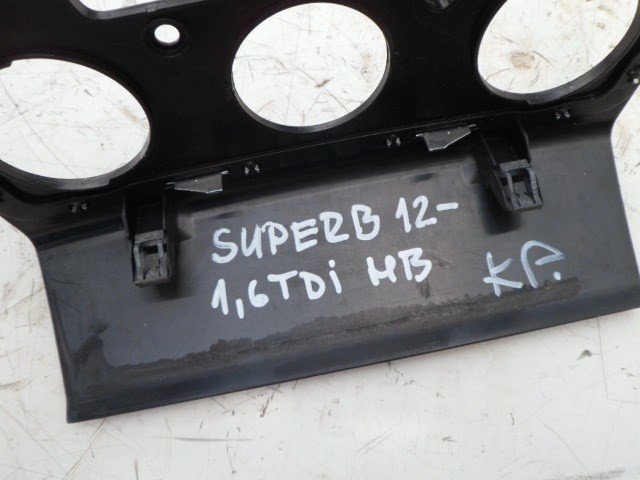 SUPERB 12-
1,6TDi HB KP.